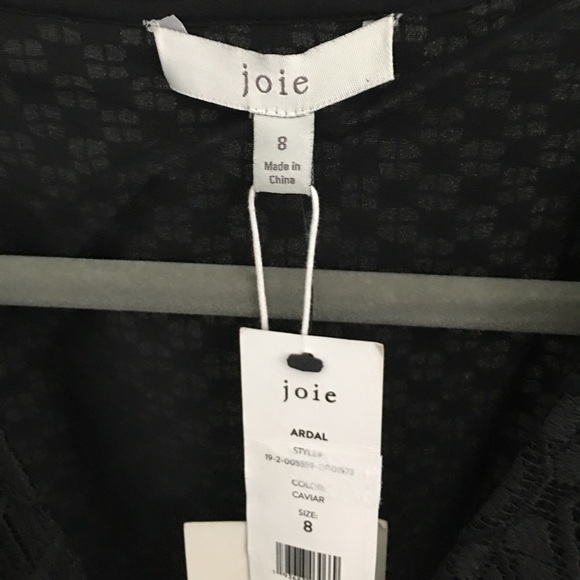 joie
8
Made in
China
joie
ARDAL
STYLE#
COLOR:
CAVIAR
SIZE:
8